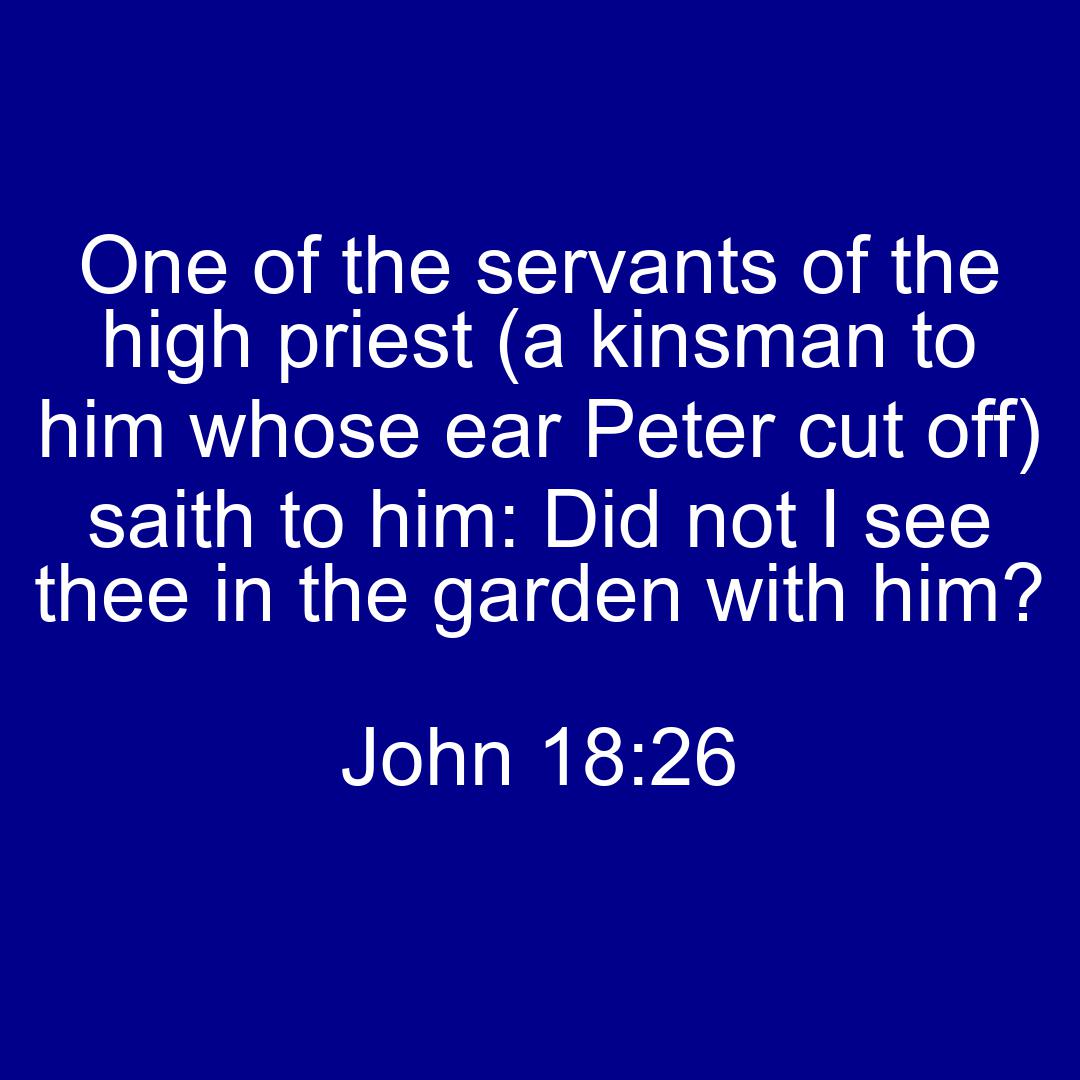 One of the servants of the
high priest (a kinsman to
him whose ear Peter cut off)
saith to him: Did not I see
thee in the garden with him?
John 18:26